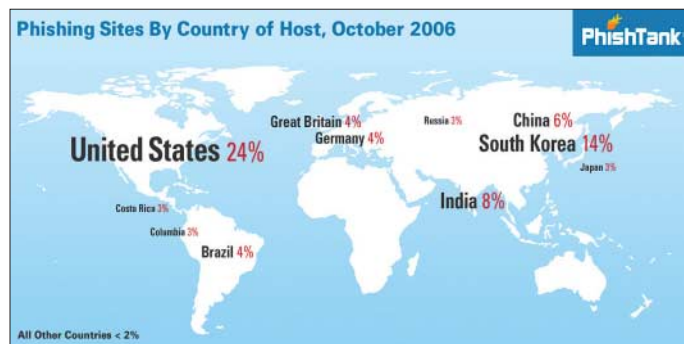 Phishing Sites By Country of Host, October 2006
PhishTank
Great Britain 4%
Germany 4%
Russia 3%
China 6%
United States 24%
South Korea 14%
Japan 3%
India 8%
Costa Rica 3%
Columbia 3%
Brazil 4%
All Other Countries < 2%